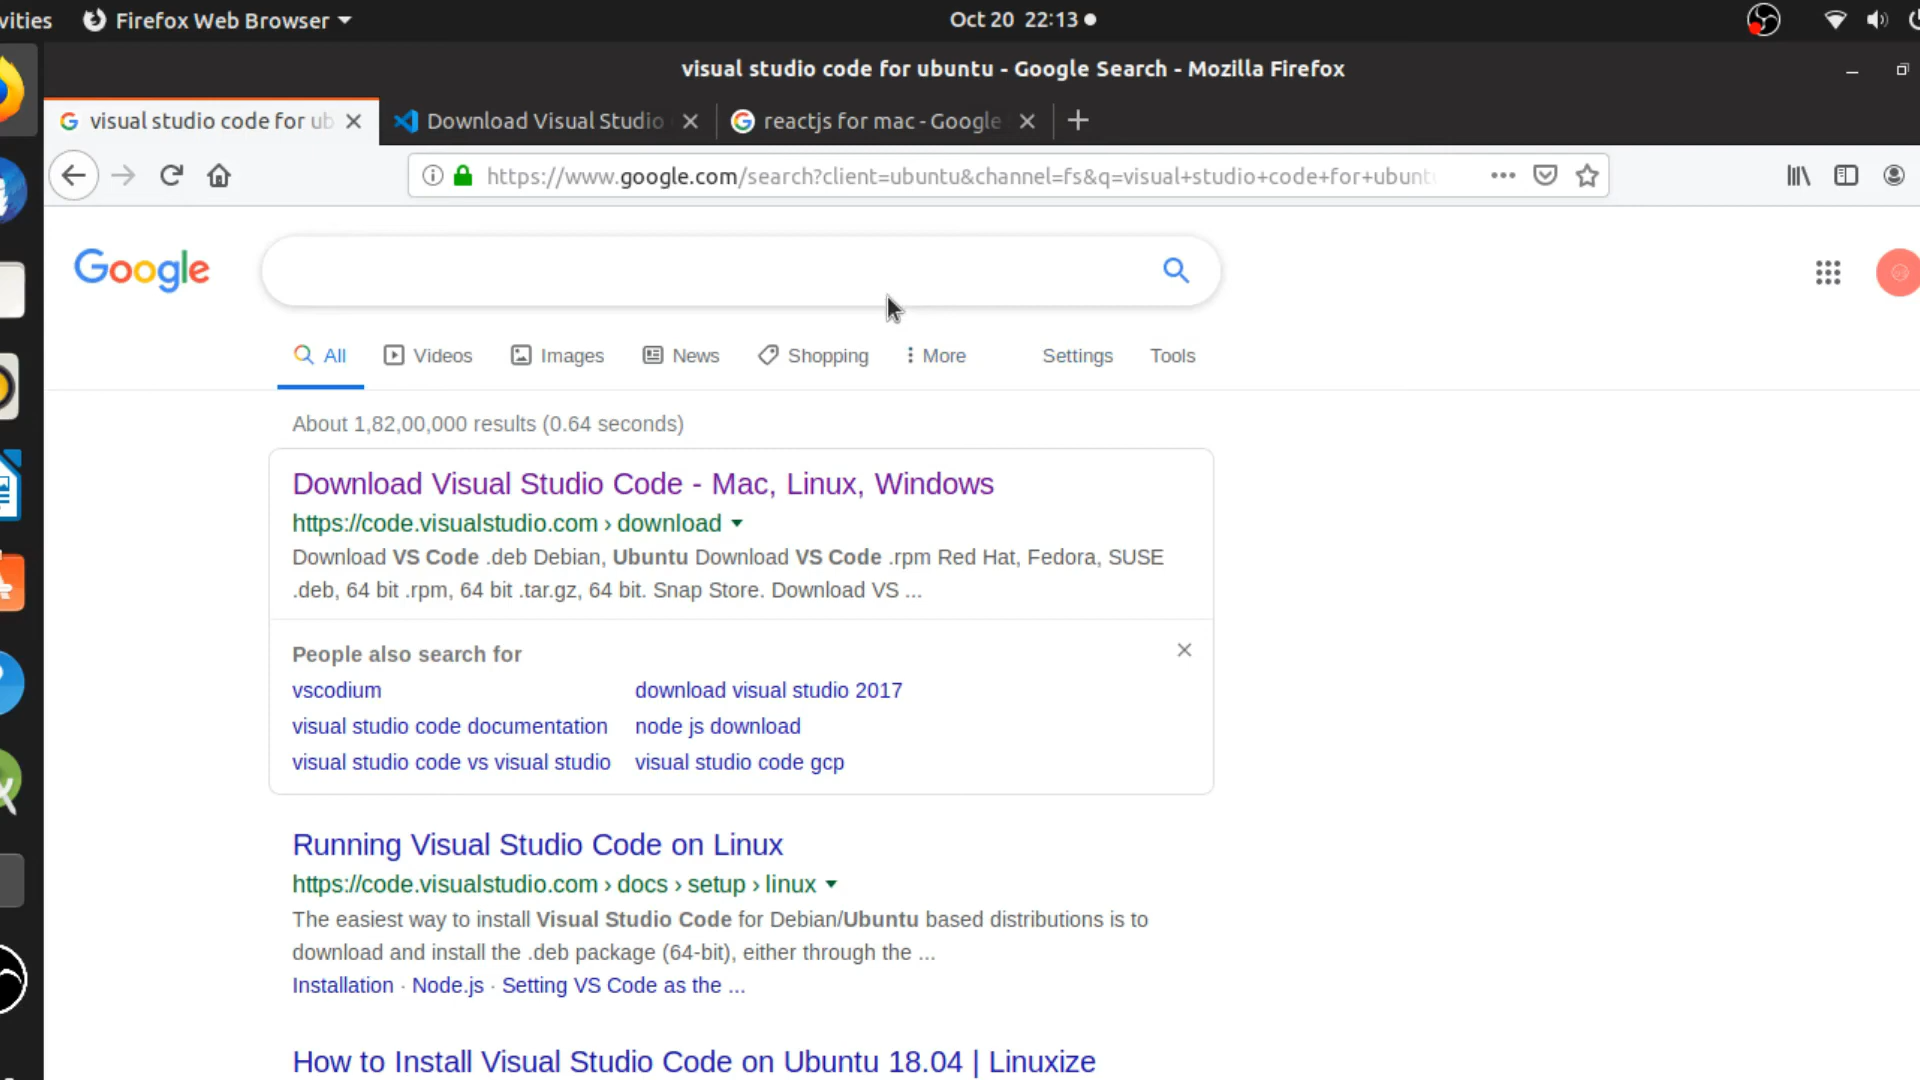 vities Firefox Web Browser Oct 20 22:13
visual studio code for ubuntu - Google Search - Mozilla Firefox
visual studio code for ub Download Visual Studio reactjs for mac - Google
https://www.google.com/search?client=ubuntu&channel=fs&q=visual+studio+code+for+ubuntu
Google
All Videos Images News Shopping More Settings Tools
About 1,82,00,000 results (0.64 seconds)
Download Visual Studio Code - Mac, Linux, Windows
https://code.visualstudio.com › download
Download VS Code .deb Debian, Ubuntu Download VS Code .rpm Red Hat, Fedora, SUSE
.deb, 64 bit .rpm, 64 bit .tar.gz, 64 bit. Snap Store. Download VS ...
People also search for
vscodium download visual studio 2017
visual studio code documentation node js download
visual studio code vs visual studio visual studio code gcp
Running Visual Studio Code on Linux
https://code.visualstudio.com › docs › setup › linux
The easiest way to install Visual Studio Code for Debian/Ubuntu based distributions is to
download and install the .deb package (64-bit), either through the ...
Installation · Node.js · Setting VS Code as the ...
How to Install Visual Studio Code on Ubuntu 18.04 | Linuxize